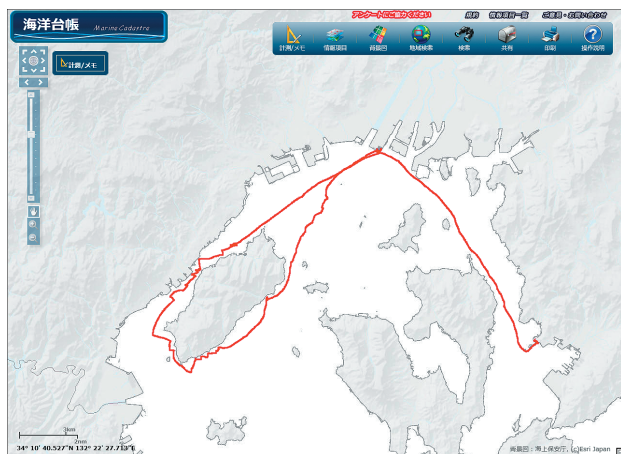 海洋台帳 Marine Cadastre
アンケートにご協力ください
規約 情報項目一覧 ご意見・お問い合わせ
計測/メモ 情報項目 背景図 地域検索 検索 共有 印刷 操作説明
計測/メモ
3km
2nm
34° 10' 40.527"N 132° 22' 27.713"E
背景図：海上保安庁, (c)Esri Japan